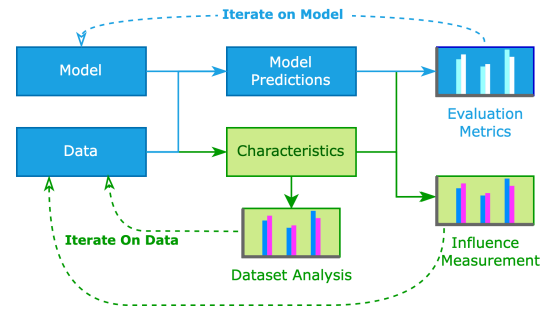 Iterate on Model
Model
Model
Predictions
Evaluation
Metrics
Data
Characteristics
Iterate On Data
Dataset Analysis
Influence
Measurement